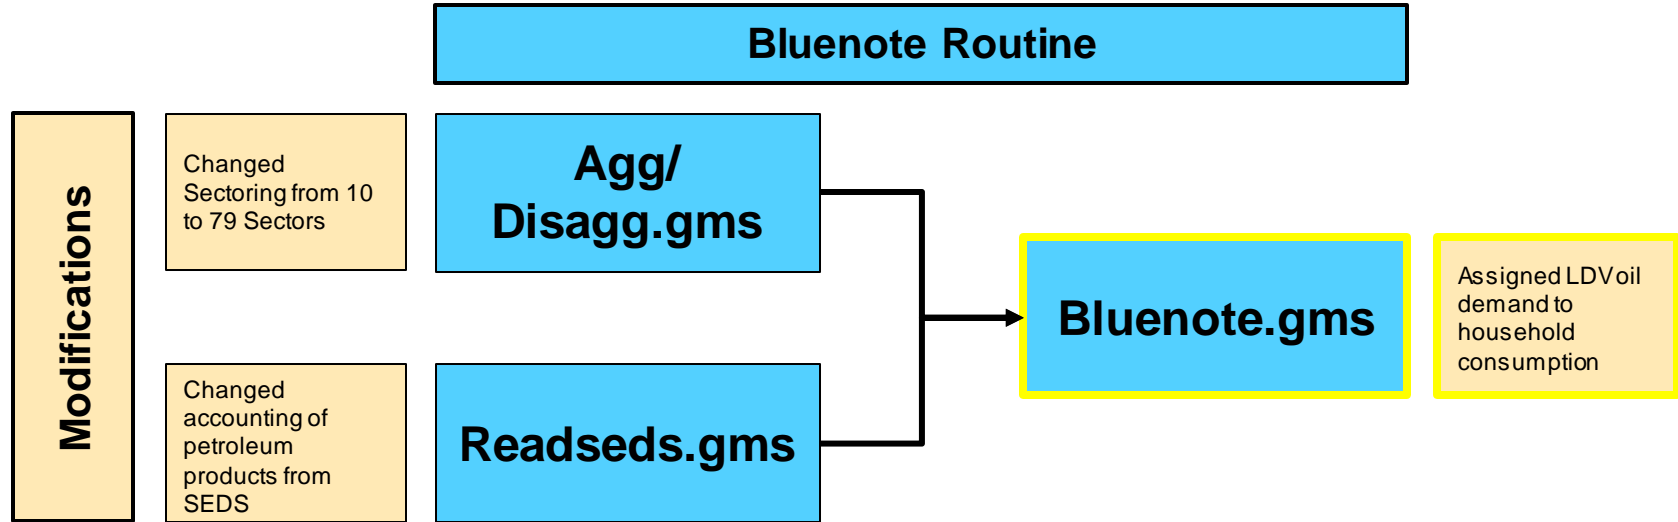 Bluenote Routine
Modifications
Changed
Sectoring from 10
to 79 Sectors
Agg/
Disagg.gms
Changed
accounting of
petroleum
products from
SEDS
Readseds.gms
Bluenote.gms
Assigned LDV oil
demand to
household
consumption